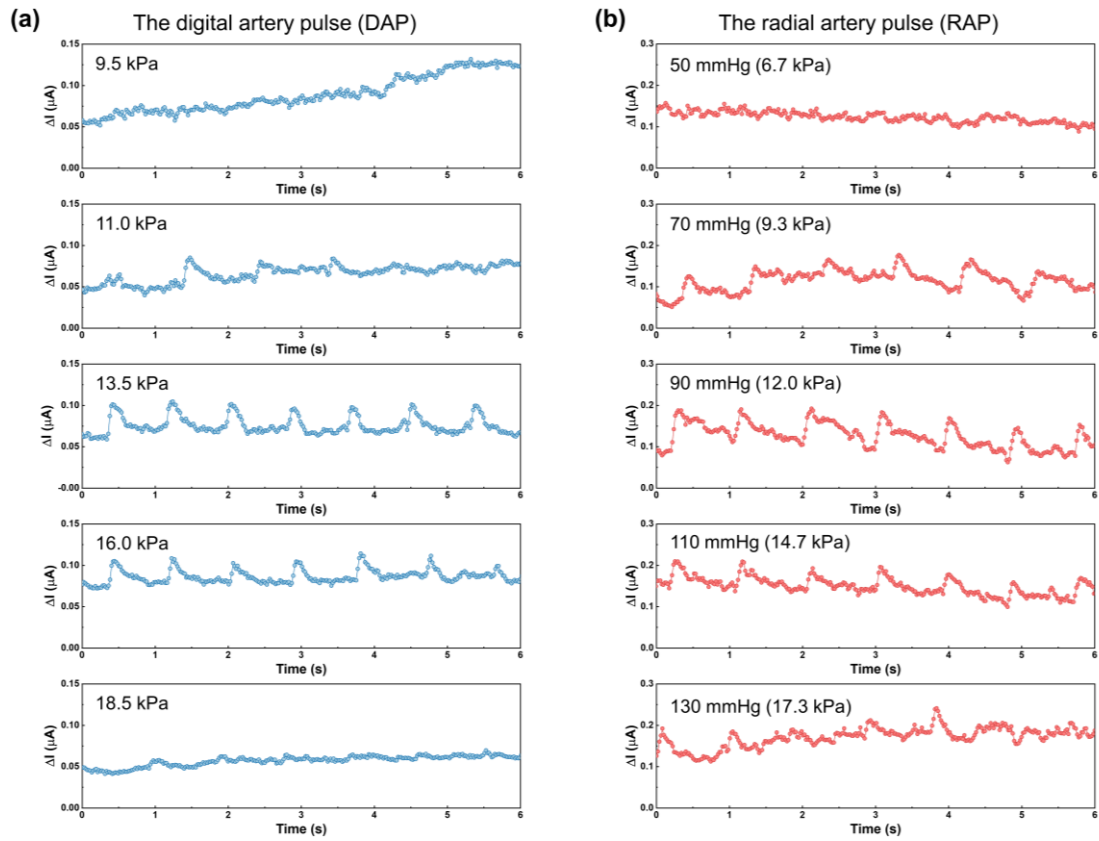 (a) The digital artery pulse (DAP)
0.15
9.5 kPa
0.10
0.05
0.00
ΔI (μA)
0 1 2 3 4 5 6
Time (s)
0.15
11.0 kPa
0.10
0.05
0.00
ΔI (μA)
0 1 2 3 4 5 6
Time (s)
0.15
13.5 kPa
0.10
0.05
-0.00
ΔI (μA)
0 1 2 3 4 5 6
Time (s)
0.15
16.0 kPa
0.10
0.05
0.00
ΔI (μA)
0 1 2 3 4 5 6
Time (s)
0.15
18.5 kPa
0.10
0.05
0.00
ΔI (μA)
0 1 2 3 4 5 6
Time (s)
(b) The radial artery pulse (RAP)
0.3
50 mmHg (6.7 kPa)
0.2
0.1
0.0
ΔI (μA)
0 1 2 3 4 5 6
Time (s)
0.3
70 mmHg (9.3 kPa)
0.2
0.1
0.0
ΔI (μA)
0 1 2 3 4 5 6
Time (s)
0.3
90 mmHg (12.0 kPa)
0.2
0.1
0.0
ΔI (μA)
0 1 2 3 4 5 6
Time (s)
0.3
110 mmHg (14.7 kPa)
0.2
0.1
0.0
ΔI (μA)
0 1 2 3 4 5 6
Time (s)
0.3
130 mmHg (17.3 kPa)
0.2
0.1
0.0
ΔI (μA)
0 1 2 3 4 5 6
Time (s)